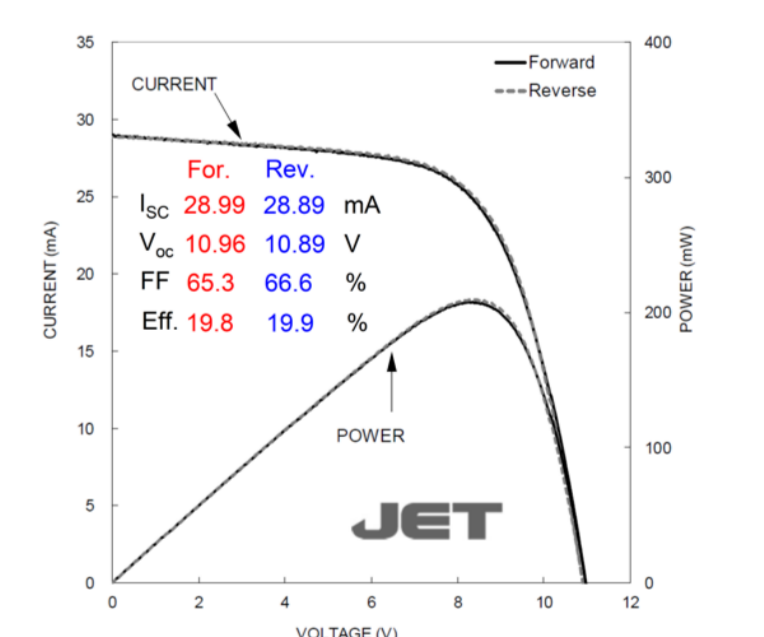 35
30
25
20
15
10
5
0
CURRENT (mA)
400
300
200
100
0
POWER (mW)
Forward
Reverse
CURRENT
For. Rev.
ISC 28.99 28.89 mA
Voc 10.96 10.89 V
FF 65.3 66.6 %
Eff. 19.8 19.9 %
POWER
JET
0 2 4 6 8 10 12
VOLTAGE (V)